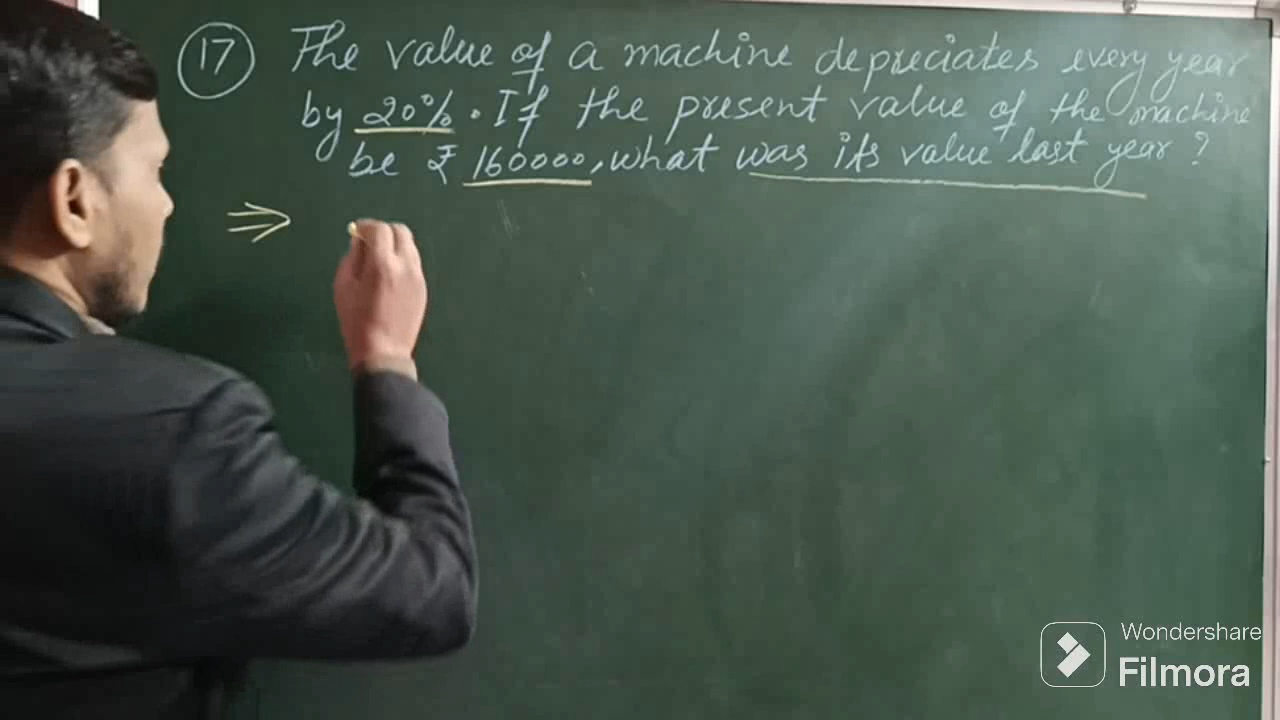 17 The value of a machine depreciates every year
by 20%. If the present value of the machine
be ₹ 160000, what was its value last year ?
⇒
Wondershare
Filmora